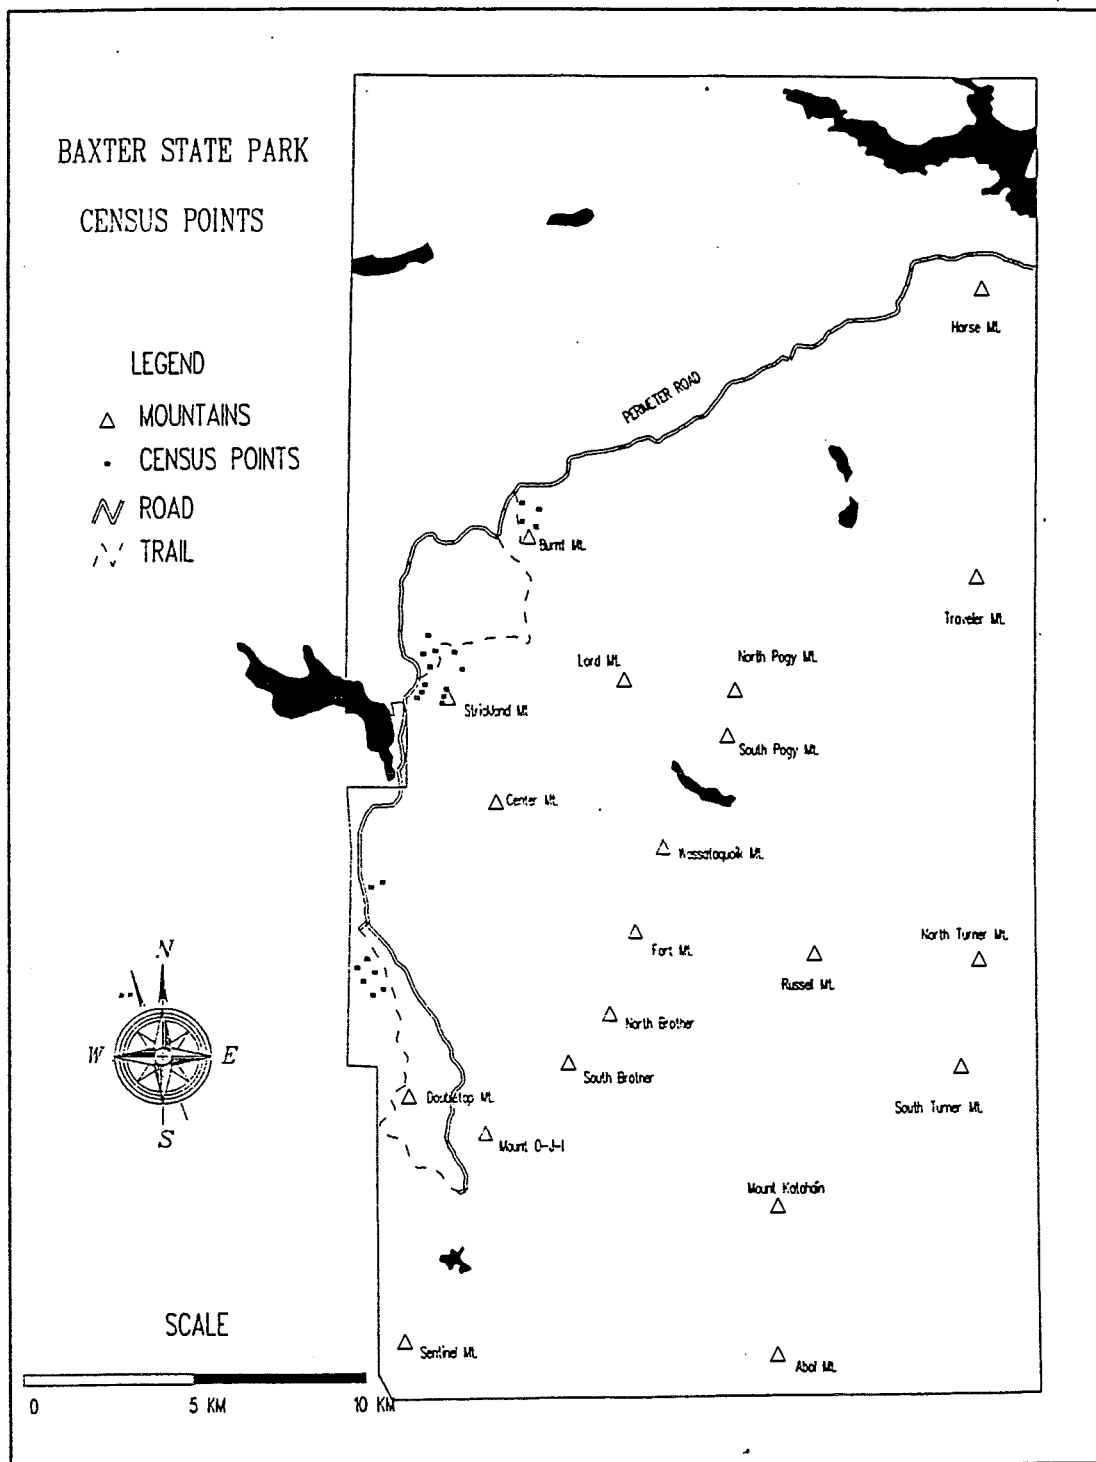 BAXTER STATE PARK
CENSUS POINTS
LEGEND
MOUNTAINS
CENSUS POINTS
ROAD
TRAIL
Horse Mt.
PERIMETER ROAD
Burnt Mt.
Traveler Mt.
Lord Mt.
North Pogy Mt.
Strickland Mt.
South Pogy Mt.
Center Mt.
Wassataquoik Mt.
Fort Mt.
North Turner Mt.
Russell Mt.
N
W
E
S
North Brother
South Brother
South Turner Mt.
Doubletop Mt.
Mount O-J-I
Mount Katahdin
SCALE
Sentinel Mt.
Abol Mt.
0
5 KM
10 KM